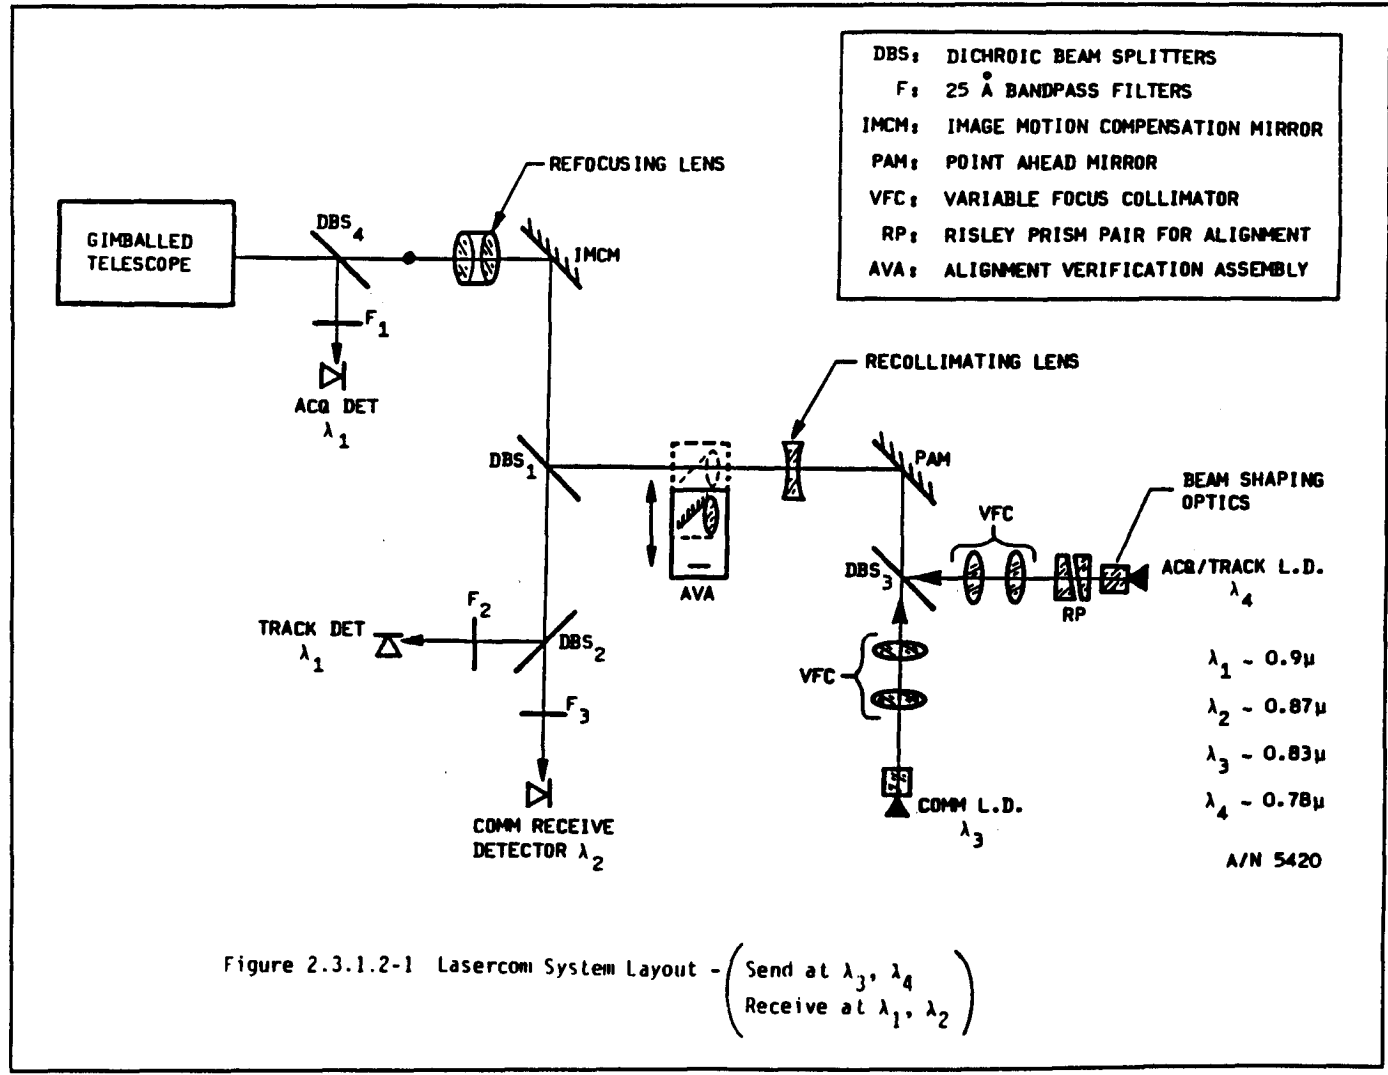 DBS: DICHROIC BEAM SPLITTERS
F: 25 Å BANDPASS FILTERS
IMCM: IMAGE MOTION COMPENSATION MIRROR
PAM: POINT AHEAD MIRROR
VFC: VARIABLE FOCUS COLLIMATOR
RP: RISLEY PRISM PAIR FOR ALIGNMENT
AVA: ALIGNMENT VERIFICATION ASSEMBLY
REFOCUSING LENS
GIMBALLED
TELESCOPE
DBS₄
IMCM
F₁
ACQ DET
λ₁
RECOLLIMATING LENS
DBS₁
PAM
BEAM SHAPING
OPTICS
VFC
AVA
DBS₃
RP
ACQ/TRACK L.D.
λ₄
TRACK DET
λ₁
F₂
DBS₂
VFC
F₃
COMM RECEIVE
DETECTOR λ₂
COMM L.D.
λ₃
λ₁ ~ 0.9μ
λ₂ ~ 0.87μ
λ₃ ~ 0.83μ
λ₄ ~ 0.78μ
A/N 5420
Figure 2.3.1.2-1 Lasercom System Layout - (Send at λ₃, λ₄
Receive at λ₁, λ₂)